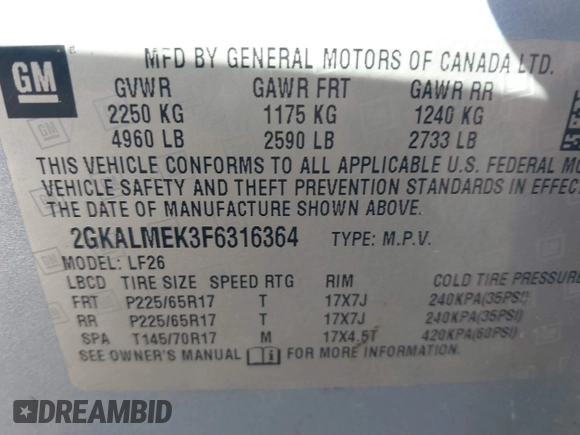 GM
MFD BY GENERAL MOTORS OF CANADA LTD.
GVWR GAWR FRT GAWR RR
2250 KG 1175 KG 1240 KG
4960 LB 2590 LB 2733 LB
THIS VEHICLE CONFORMS TO ALL APPLICABLE U.S. FEDERAL MO
VEHICLE SAFETY AND THEFT PREVENTION STANDARDS IN EFFEC
THE DATE OF MANUFACTURE SHOWN ABOVE.
2GKALMEK3F6316364 TYPE: M.P.V.
MODEL: LF26
LBCD TIRE SIZE SPEED RTG RIM COLD TIRE PRESSURE
FRT P225/65R17 T 17X7J 240KPA(35PSI)
RR P225/65R17 T 17X7J 240KPA(35PSI)
SPA T145/70R17 M 17X4.5T 420KPA(60PSI)
SEE OWNER'S MANUAL FOR MORE INFORMATION.
DREAMBID